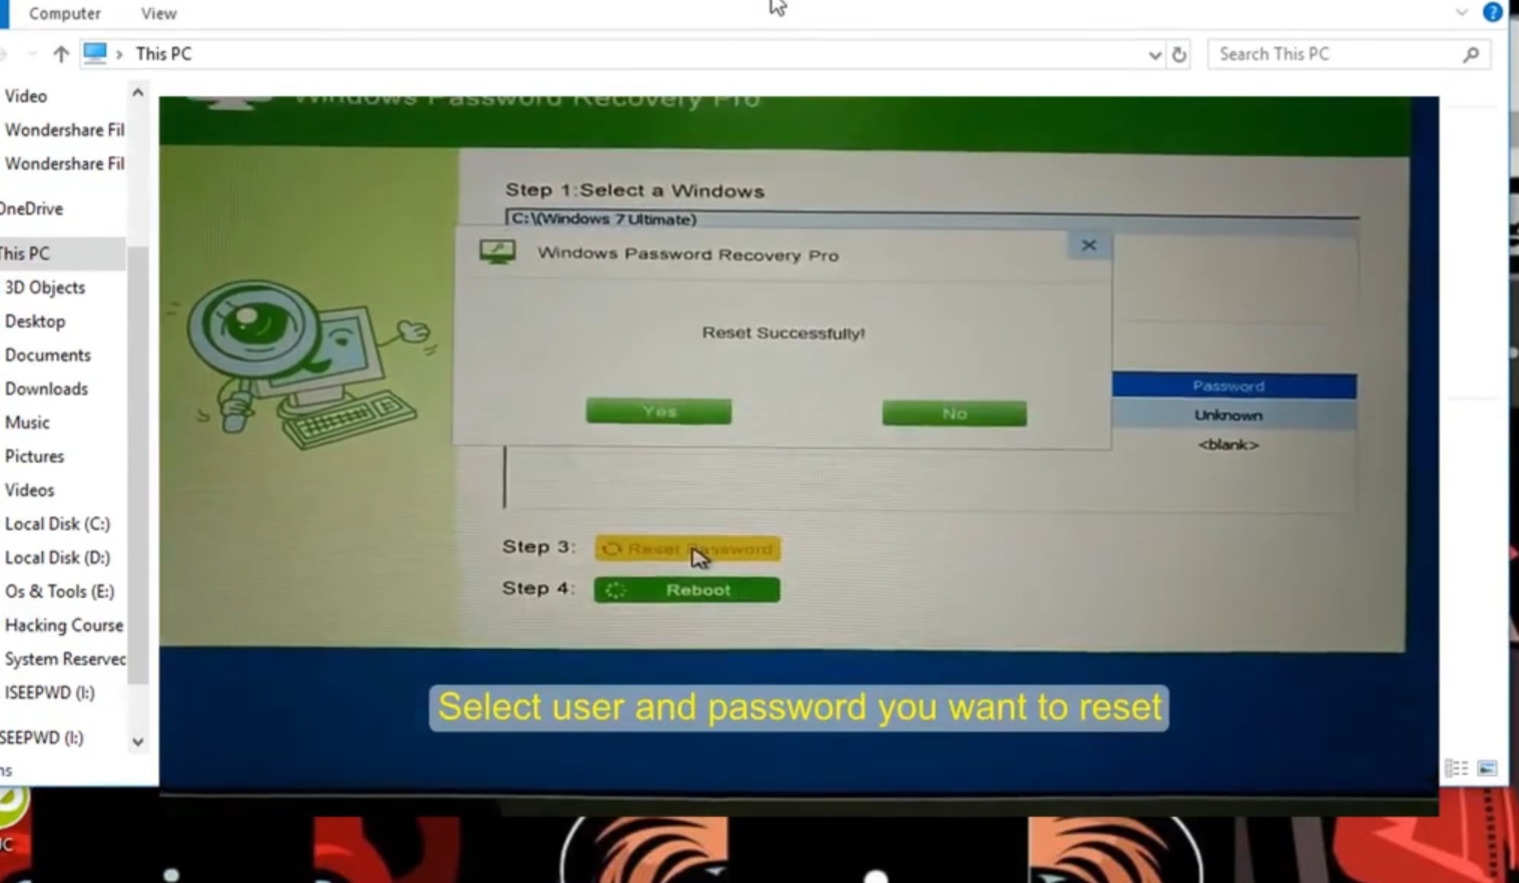 Computer View
This PC
Search This PC
Video
Wondershare Fil
Wondershare Fil
OneDrive
This PC
3D Objects
Desktop
Documents
Downloads
Music
Pictures
Videos
Local Disk (C:)
Local Disk (D:)
Os & Tools (E:)
Hacking Course
System Reserved
ISEEPWD (I:)
SEEPWD (I:)
ms
Windows Password Recovery Pro
Step 1:Select a Windows
C:\(Windows 7 Ultimate)
Windows Password Recovery Pro
Reset Successfully!
Yes No
Password
Unknown
<blank>
Step 3: Reset Password
Step 4: Reboot
Select user and password you want to reset